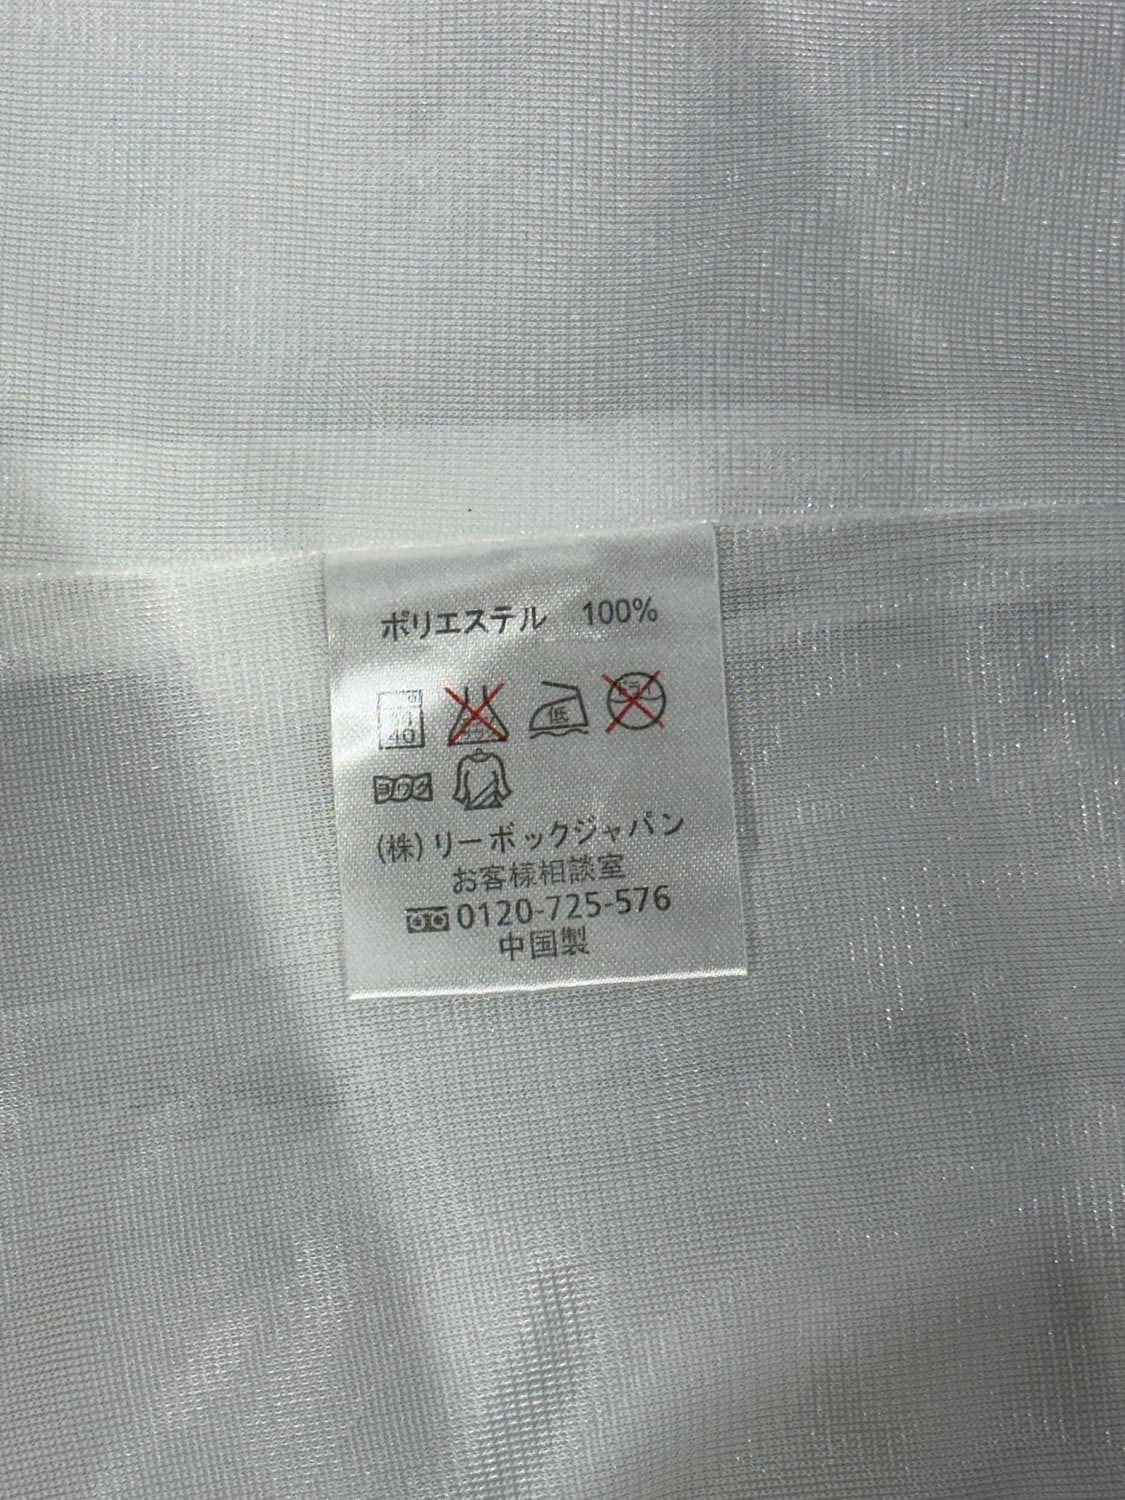 ポリエステル 100%
40
低
(株)リーボックジャパン
お客様相談室
0120-725-576
中国製